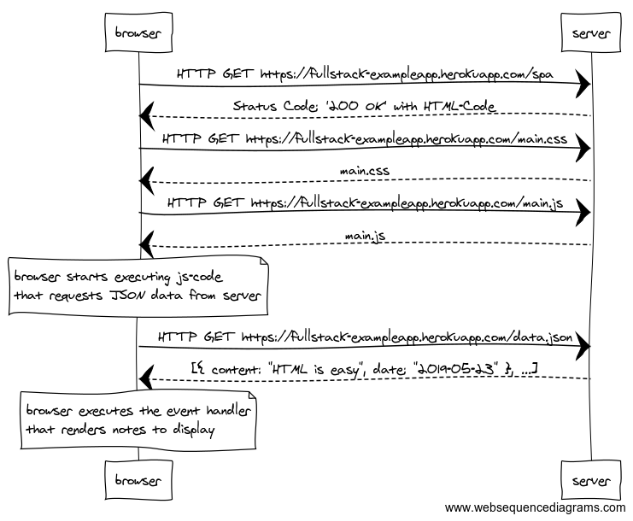 browser
server
HTTP GET https://fullstack-exampleapp.herokuapp.com/spa
Status Code: '200 OK' with HTML-Code
HTTP GET https://fullstack-exampleapp.herokuapp.com/main.css
main.css
HTTP GET https://fullstack-exampleapp.herokuapp.com/main.js
main.js
browser starts executing js-code
that requests JSON data from server
HTTP GET https://fullstack-exampleapp.herokuapp.com/data.json
[{ content: "HTML is easy", date: "2019-05-23" }, ...]
browser executes the event handler
that renders notes to display
browser
server
www.websequencediagrams.com